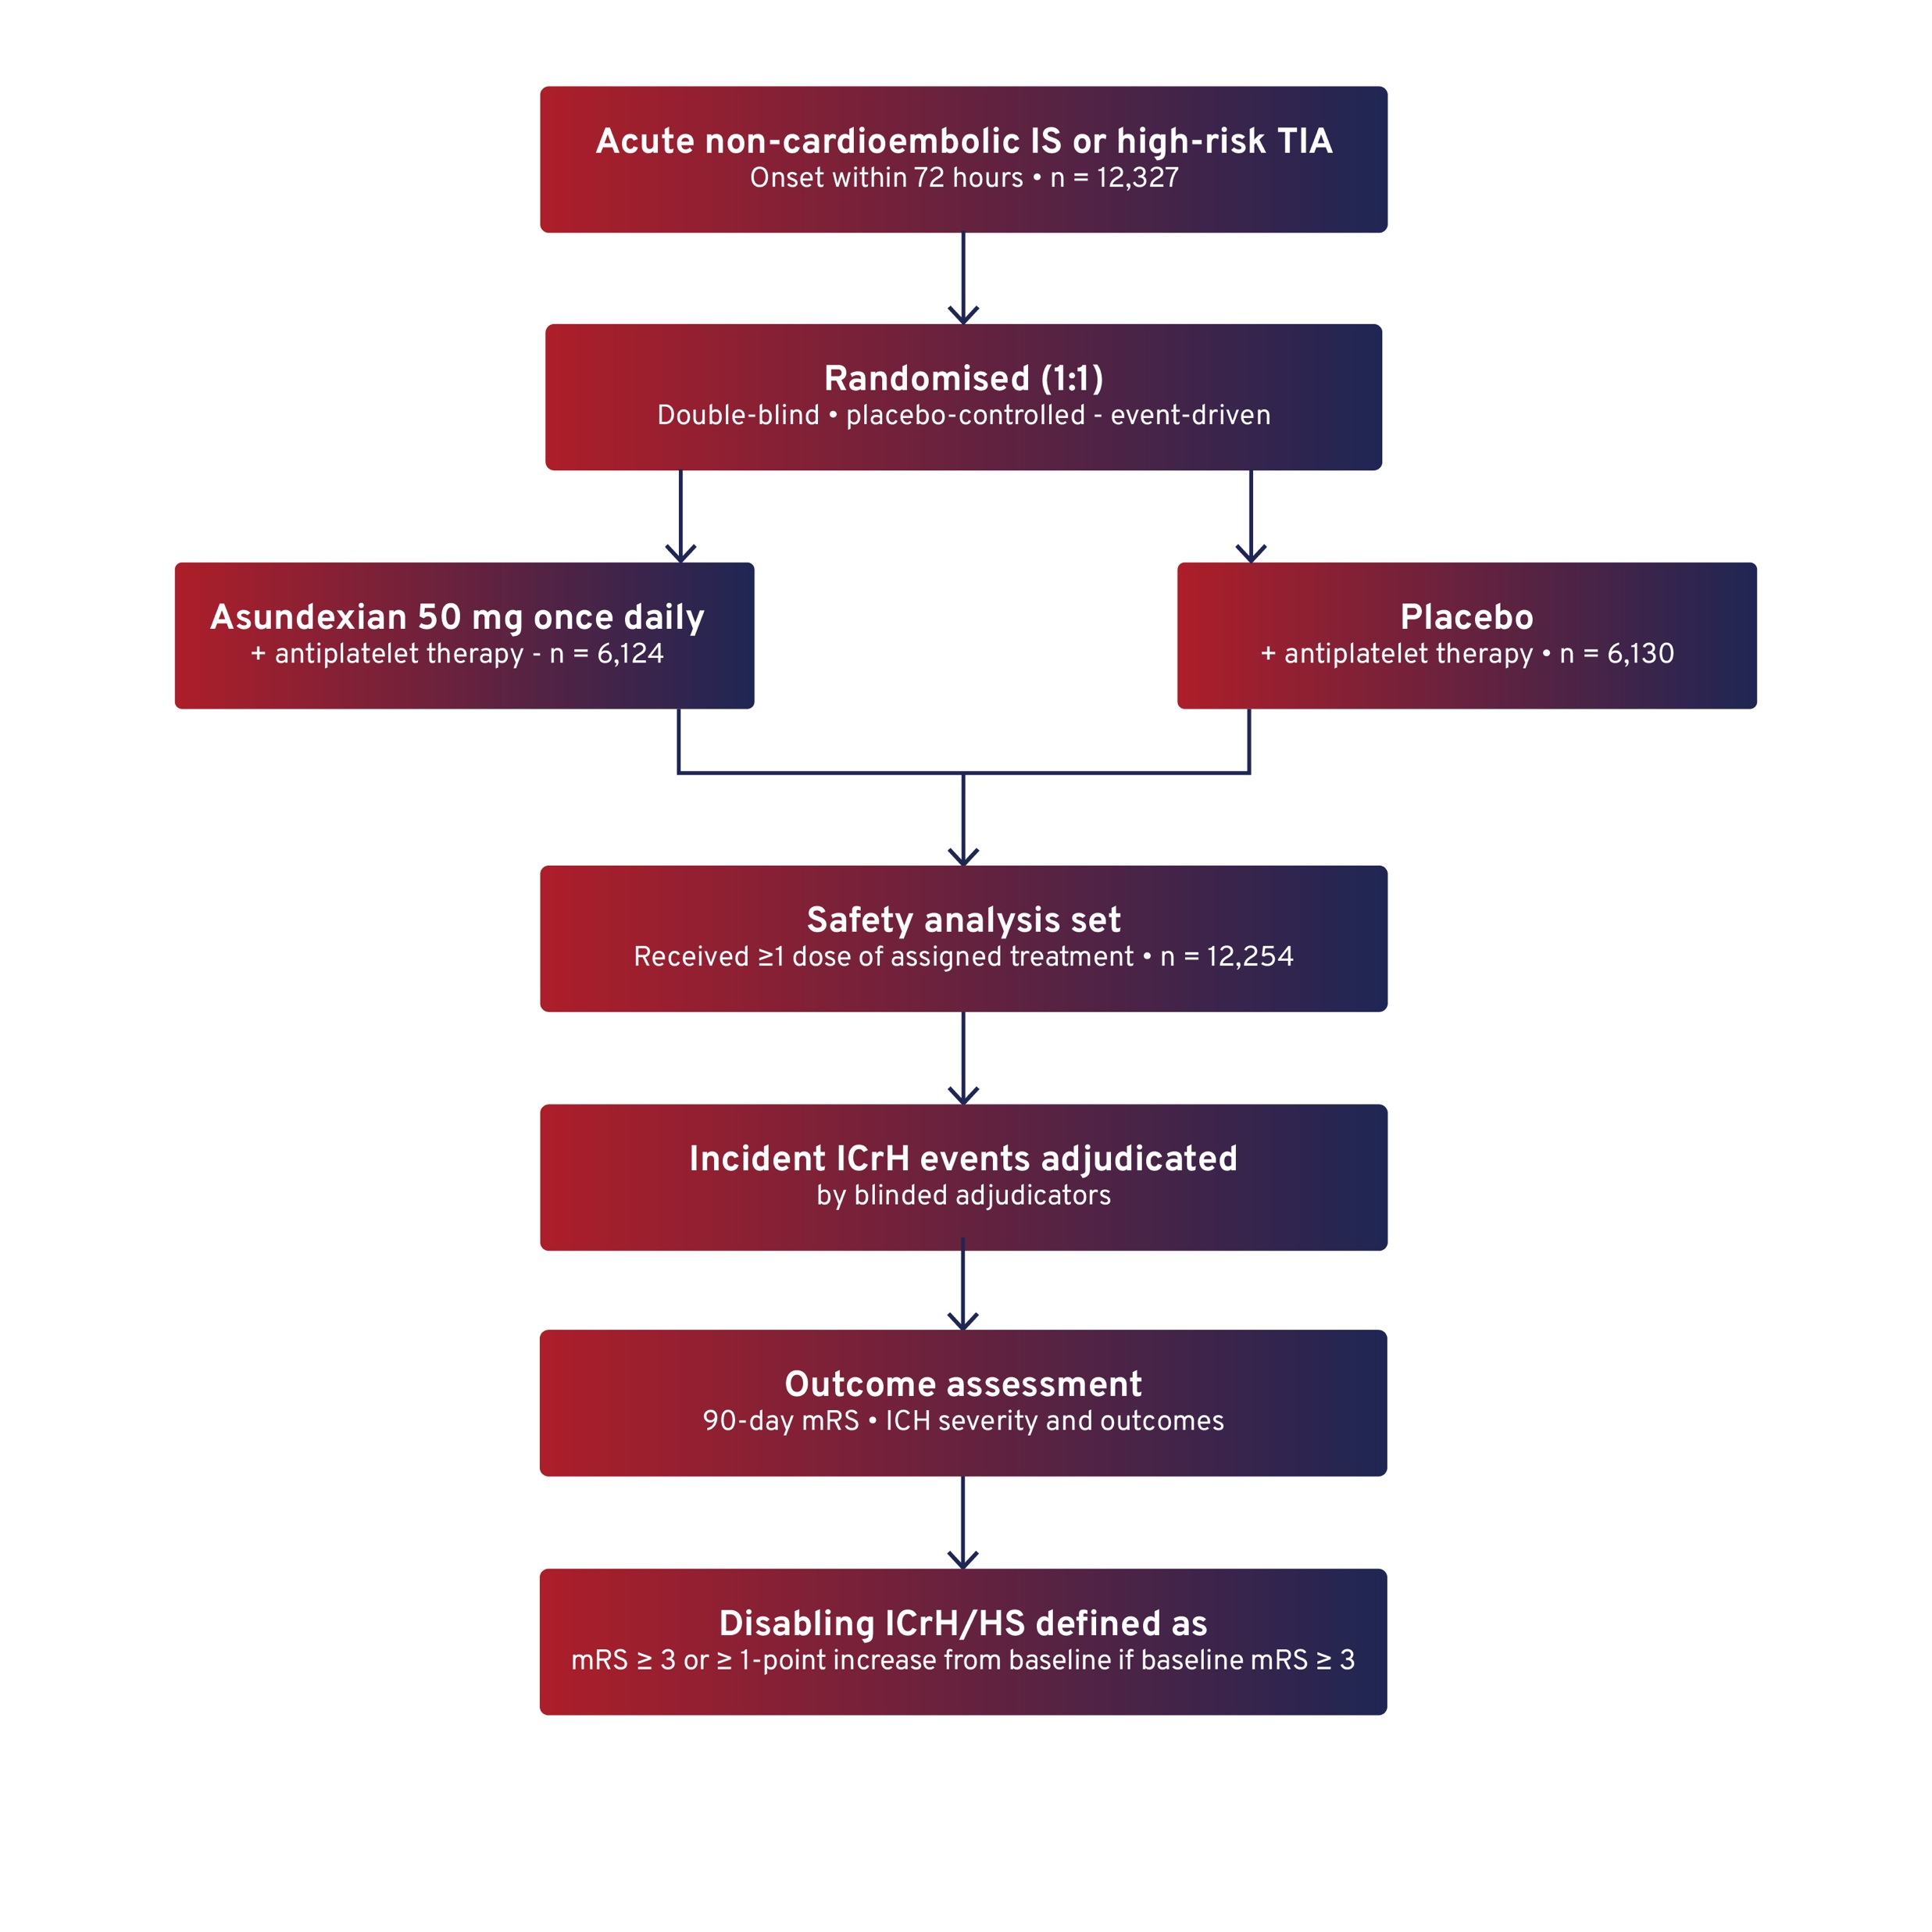 Acute non-cardioembolic IS or high-risk TIA
Onset within 72 hours • n = 12,327
Randomised (1:1)
Double-blind • placebo-controlled - event-driven
Asundexian 50 mg once daily
+ antiplatelet therapy - n = 6,124
Placebo
+ antiplatelet therapy • n = 6,130
Safety analysis set
Received ≥1 dose of assigned treatment • n = 12,254
Incident ICrH events adjudicated
by blinded adjudicators
Outcome assessment
90-day mRS • ICH severity and outcomes
Disabling ICrH/HS defined as
mRS ≥ 3 or ≥ 1-point increase from baseline if baseline mRS ≥ 3